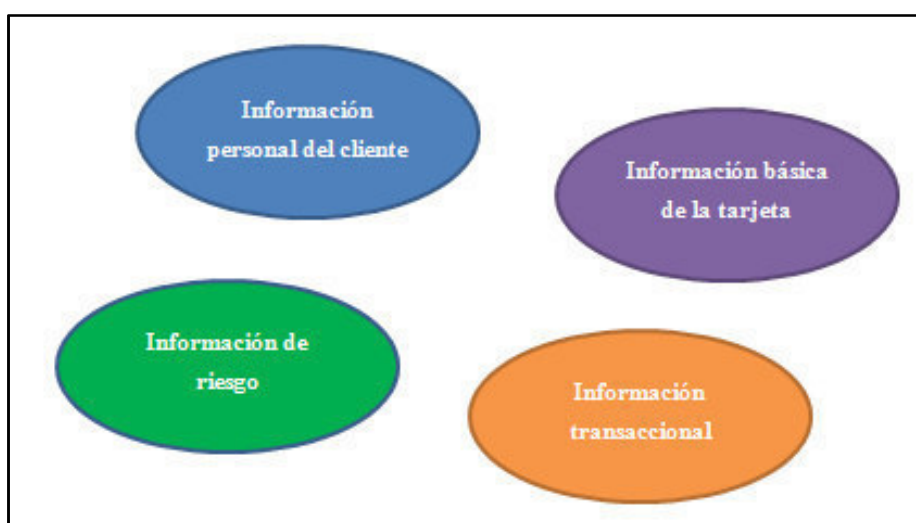 Información
personal del cliente
Información básica
de la tarjeta
Información de
riesgo
Información
transaccional